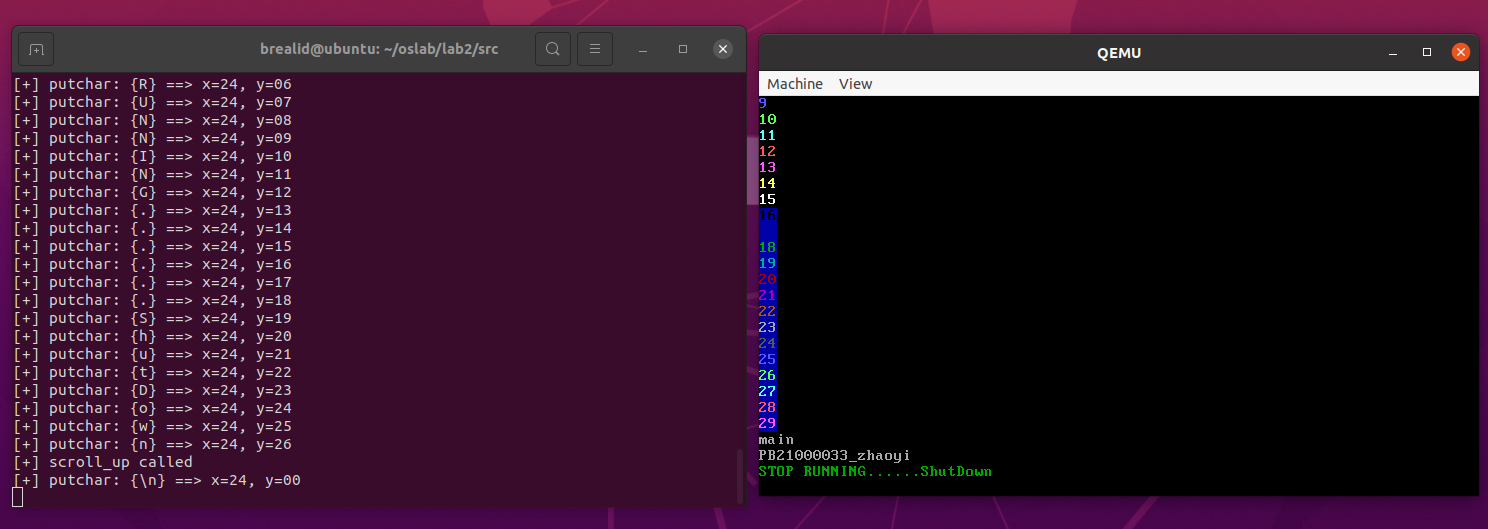 brealid@ubuntu: ~/oslab/lab2/src
[+] putchar: {R} ==> x=24, y=06
[+] putchar: {U} ==> x=24, y=07
[+] putchar: {N} ==> x=24, y=08
[+] putchar: {N} ==> x=24, y=09
[+] putchar: {I} ==> x=24, y=10
[+] putchar: {N} ==> x=24, y=11
[+] putchar: {G} ==> x=24, y=12
[+] putchar: {.} ==> x=24, y=13
[+] putchar: {.} ==> x=24, y=14
[+] putchar: {.} ==> x=24, y=15
[+] putchar: {.} ==> x=24, y=16
[+] putchar: {.} ==> x=24, y=17
[+] putchar: {.} ==> x=24, y=18
[+] putchar: {S} ==> x=24, y=19
[+] putchar: {h} ==> x=24, y=20
[+] putchar: {u} ==> x=24, y=21
[+] putchar: {t} ==> x=24, y=22
[+] putchar: {D} ==> x=24, y=23
[+] putchar: {o} ==> x=24, y=24
[+] putchar: {w} ==> x=24, y=25
[+] putchar: {n} ==> x=24, y=26
[+] scroll_up called
[+] putchar: {\n} ==> x=24, y=00
QEMU
Machine View
9
10
11
12
13
14
15
16
18
19
20
21
22
23
24
25
26
27
28
29
main
PB21000033_zhaoyi
STOP RUNNING......ShutDown